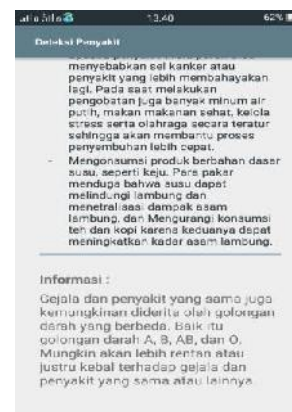 13.40
62%
Deteksi Penyakit
menyebabkan sel kanker atau
penyakit yang lebih membahayakan
lagi. Pada saat melakukan
pengobatan juga banyak minum air
putih, makan makanan sehat, kelola
stress serta olahraga secara teratur
sehingga akan membantu proses
penyembuhan lebih cepat.
- Mengonsumsi produk berbahan dasar
susu, seperti keju. Para pakar
menduga bahwa susu dapat
melindungi lambung dan
menetralisasi dampak asam
lambung, dan Mengurangi konsumsi
teh dan kopi karena keduanya dapat
meningkatkan kadar asam lambung.
Informasi :
Gejala dan penyakit yang sama juga
kemungkinan diderita oleh golongan
darah yang berbeda. Baik itu
golongan darah A, B, AB, dan O.
Mungkin akan lebih rentan atau
justru kebal terhadap gejala dan
penyakit yang sama atau lainnya.